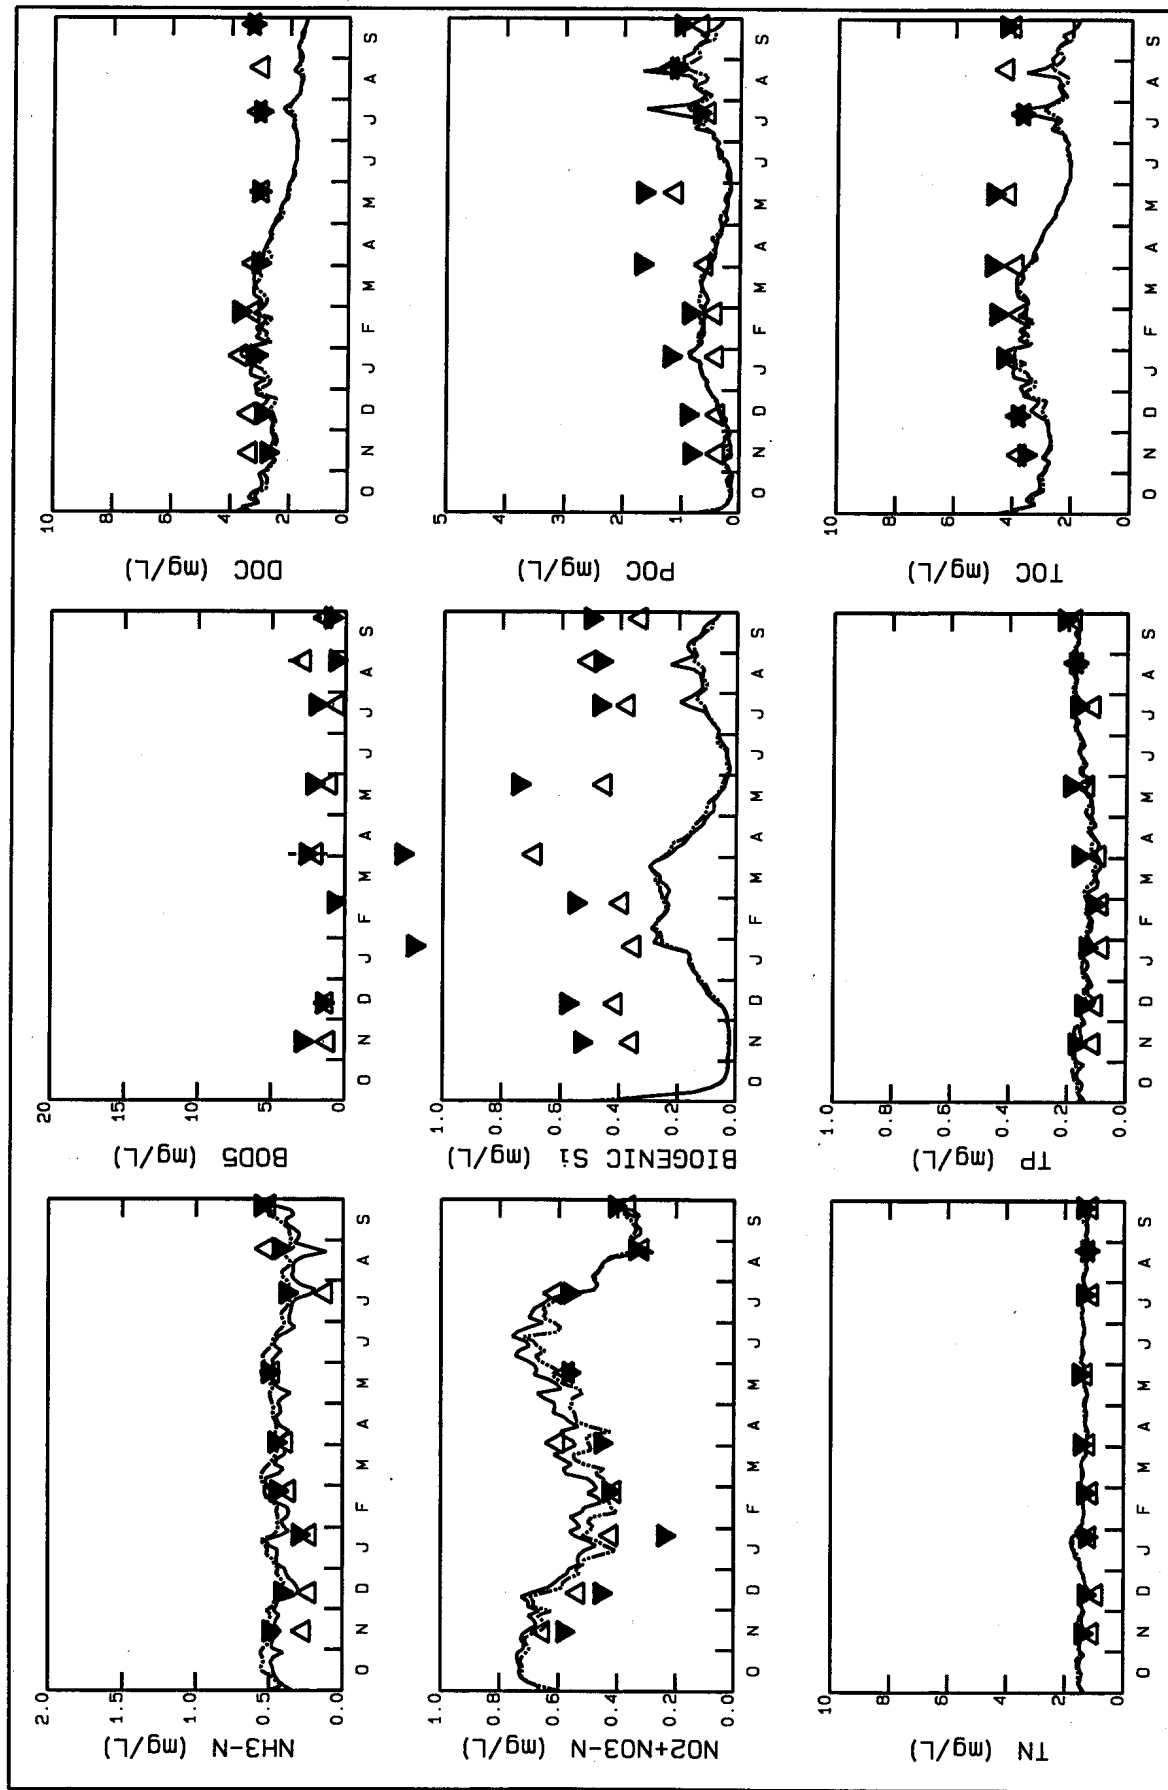 NH3-N (mg/L)
2.0
1.5
1.0
0.5
0.0
O N D J F M A M J J A S
BOD5 (mg/L)
20
15
10
5
0
O N D J F M A M J J A S
DOC (mg/L)
10
8
6
4
2
0
O N D J F M A M J J A S
NO2+NO3-N (mg/L)
1.0
0.8
0.6
0.4
0.2
0.0
O N D J F M A M J J A S
BIOGENIC Si (mg/L)
1.0
0.8
0.6
0.4
0.2
0.0
O N D J F M A M J J A S
POC (mg/L)
5
4
3
2
1
0
O N D J F M A M J J A S
TN (mg/L)
10
8
6
4
2
0
O N D J F M A M J J A S
TP (mg/L)
1.0
0.8
0.6
0.4
0.2
0.0
O N D J F M A M J J A S
TOC (mg/L)
10
8
6
4
2
0
O N D J F M A M J J A S